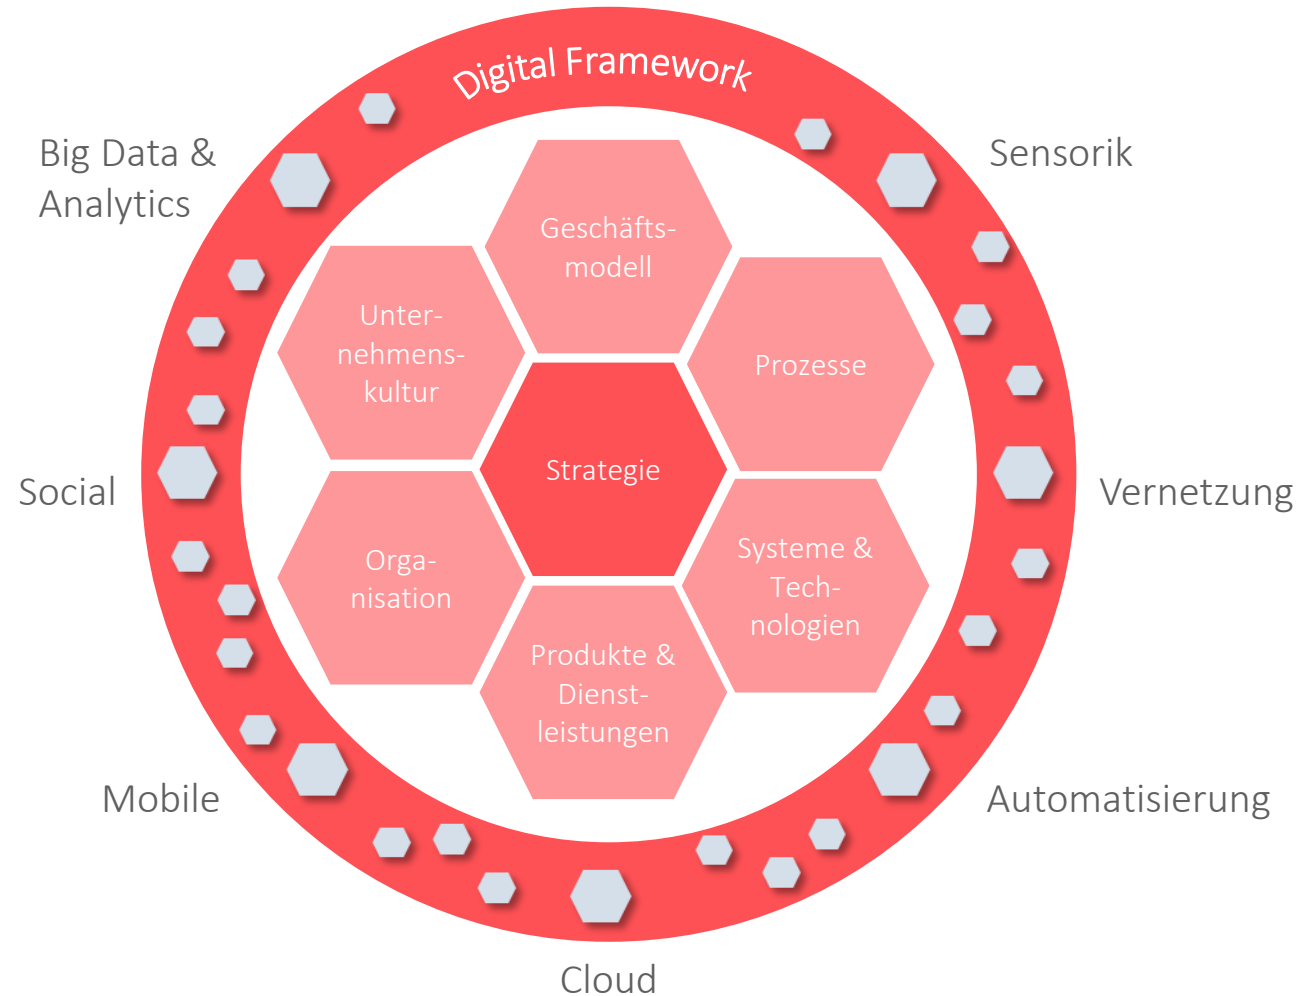 Digital Framework
Big Data &
Analytics
Sensorik
Geschäfts-
modell
Unter-
nehmens-
kultur
Prozesse
Strategie
Social
Vernetzung
Orga-
nisation
Systeme &
Tech-
nologien
Produkte &
Dienst-
leistungen
Mobile
Automatisierung
Cloud